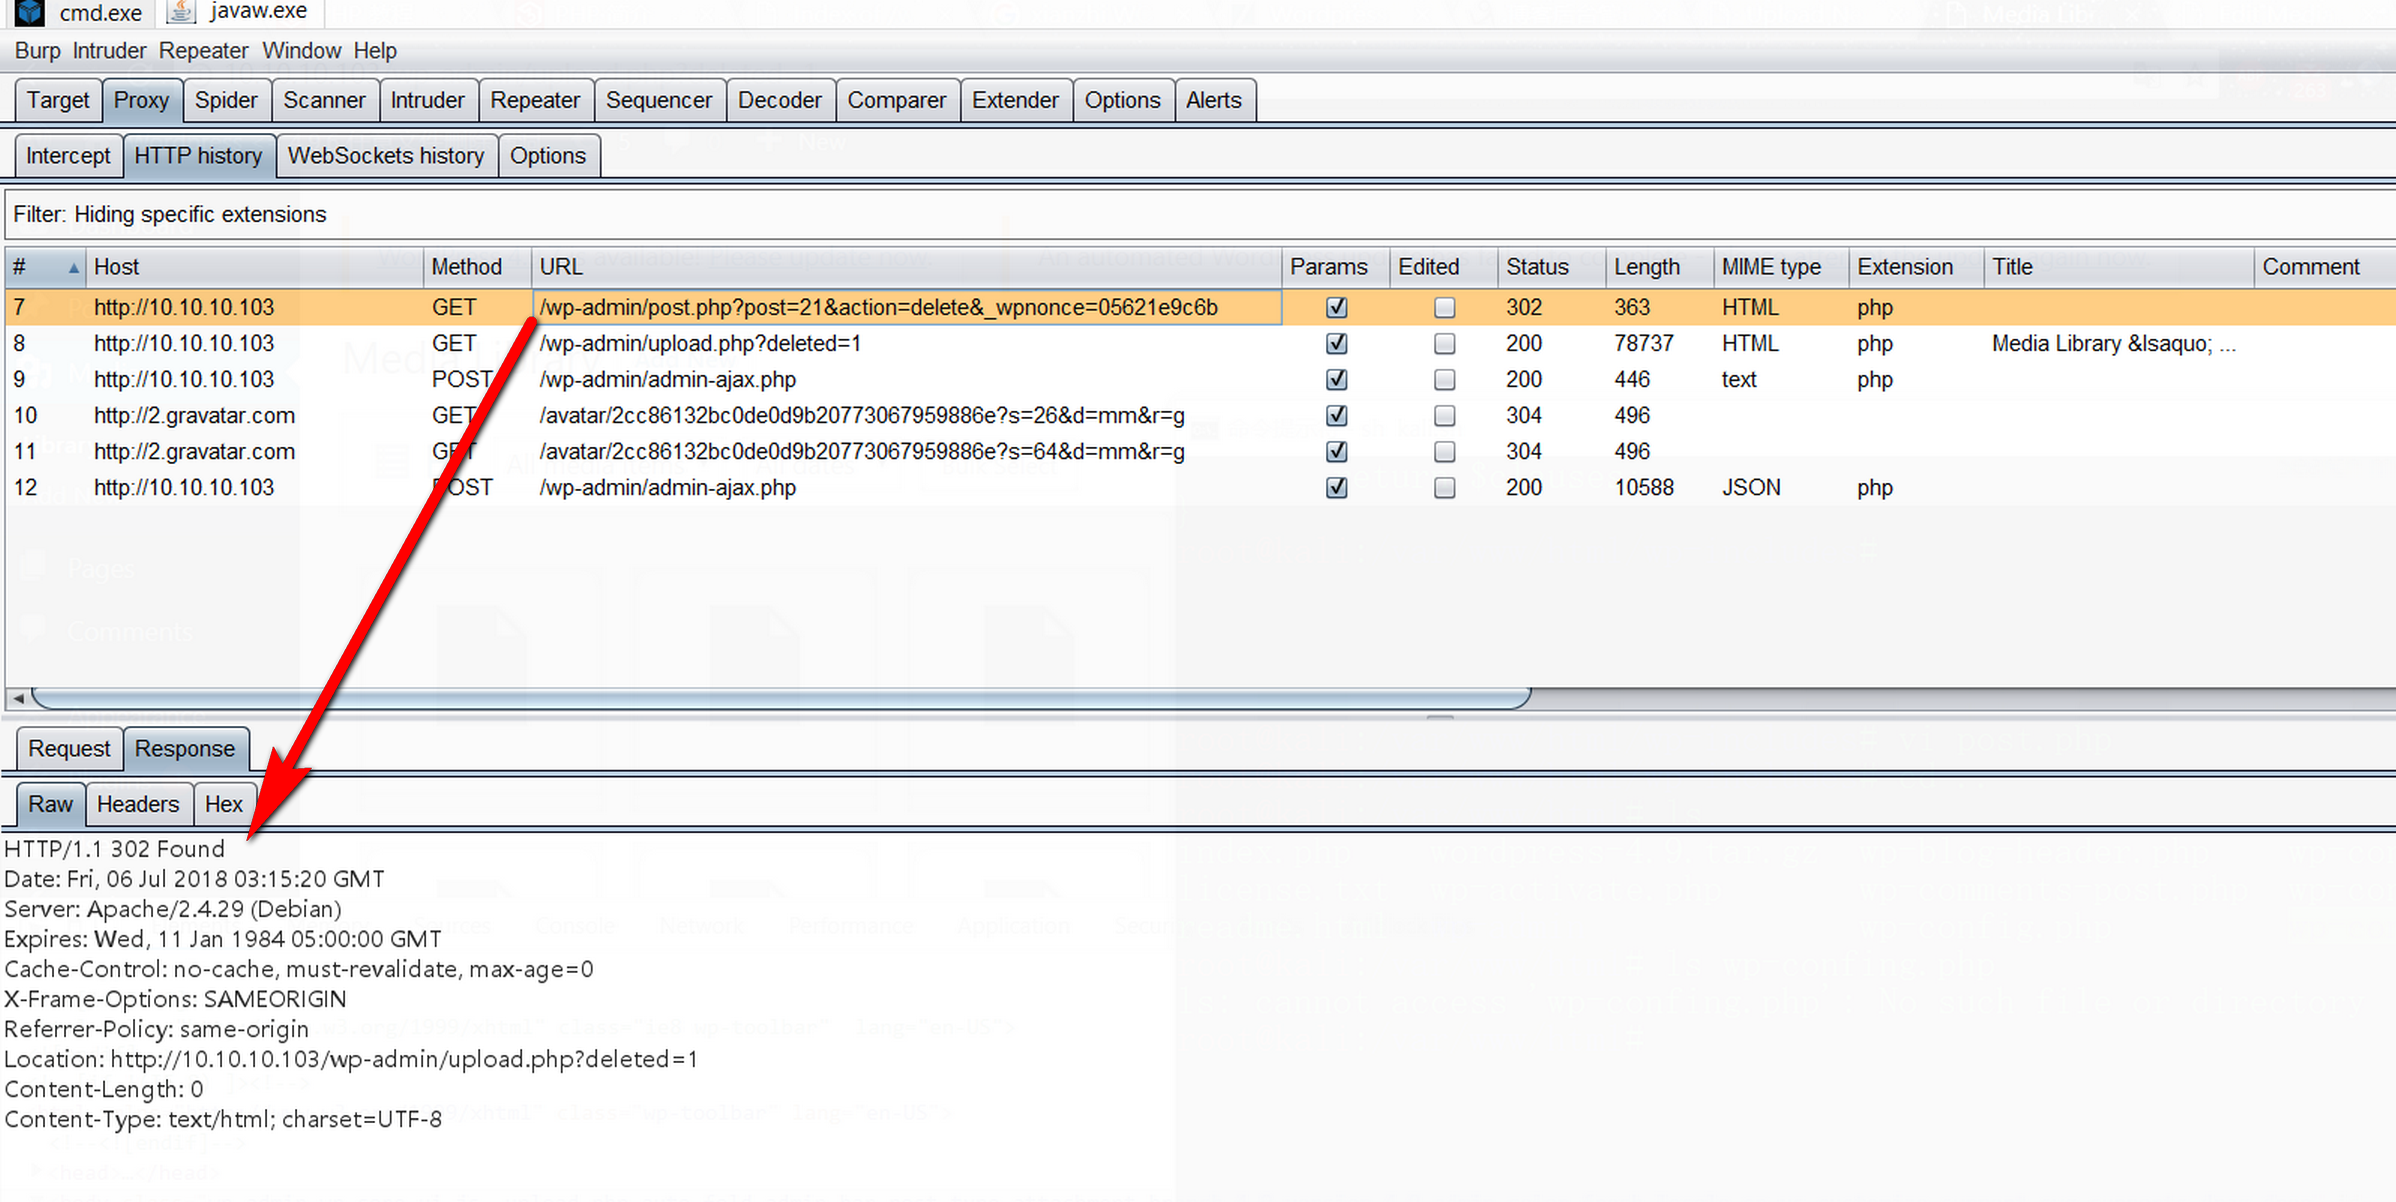 cmd.exe javaw.exe
Burp Intruder Repeater Window Help
Target Proxy Spider Scanner Intruder Repeater Sequencer Decoder Comparer Extender Options Alerts
Intercept HTTP history WebSockets history Options
Filter: Hiding specific extensions
# Host Method URL Params Edited Status Length MIME type Extension Title Comment
7 http://10.10.10.103 GET /wp-admin/post.php?post=21&action=delete&_wpnonce=05621e9c6b 302 363 HTML php
8 http://10.10.10.103 GET /wp-admin/upload.php?deleted=1 200 78737 HTML php Media Library &lsaquo; ...
9 http://10.10.10.103 POST /wp-admin/admin-ajax.php 200 446 text php
10 http://2.gravatar.com GET /avatar/2cc86132bc0de0d9b20773067959886e?s=26&d=mm&r=g 304 496
11 http://2.gravatar.com GET /avatar/2cc86132bc0de0d9b20773067959886e?s=64&d=mm&r=g 304 496
12 http://10.10.10.103 POST /wp-admin/admin-ajax.php 200 10588 JSON php
Pages
Comments
Request Response
Raw Headers Hex
HTTP/1.1 302 Found
Date: Fri, 06 Jul 2018 03:15:20 GMT
Server: Apache/2.4.29 (Debian)
Console Network Performance Application
Expires: Wed, 11 Jan 1984 05:00:00 GMT
Cache-Control: no-cache, must-revalidate, max-age=0
X-Frame-Options: SAMEORIGIN
Referrer-Policy: same-origin
Location: http://10.10.10.103/wp-admin/upload.php?deleted=1
Content-Length: 0
Content-Type: text/html; charset=UTF-8